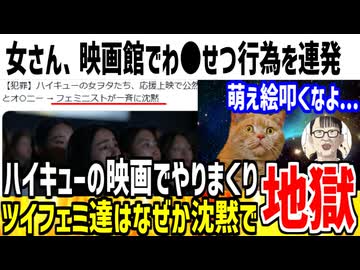 女さん、映画館でわ●せつ行為を連発
【犯罪】ハイキューの女ヲタたち、応援上映で公然
とオ〇ニー → フェミニストが一斉に沈黙
萌え絵叩くなよ...
ハイキューの映画でやりまくり
ツイフェミ達はなぜか沈黙で
地獄